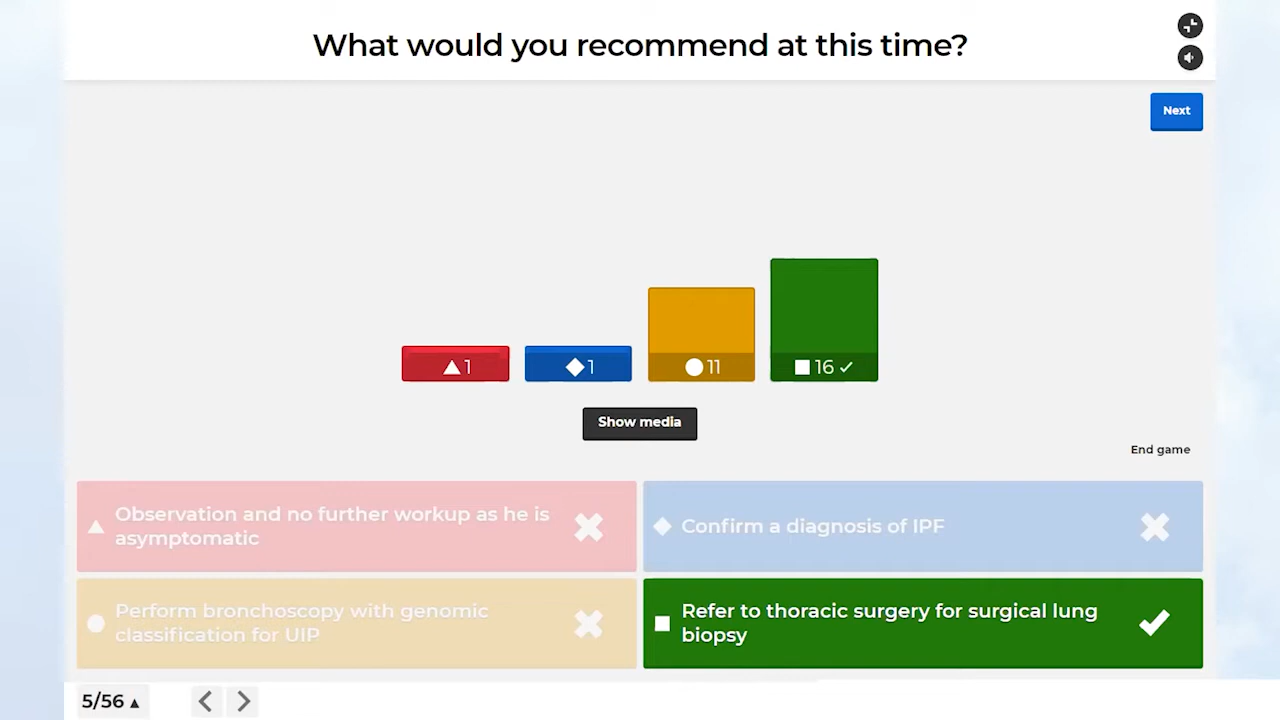 What would you recommend at this time?
Next
1
1
11
16
Show media
End game
Observation and no further workup as he is
asymptomatic
Confirm a diagnosis of IPF
Perform bronchoscopy with genomic
classification for UIP
Refer to thoracic surgery for surgical lung
biopsy
5/56